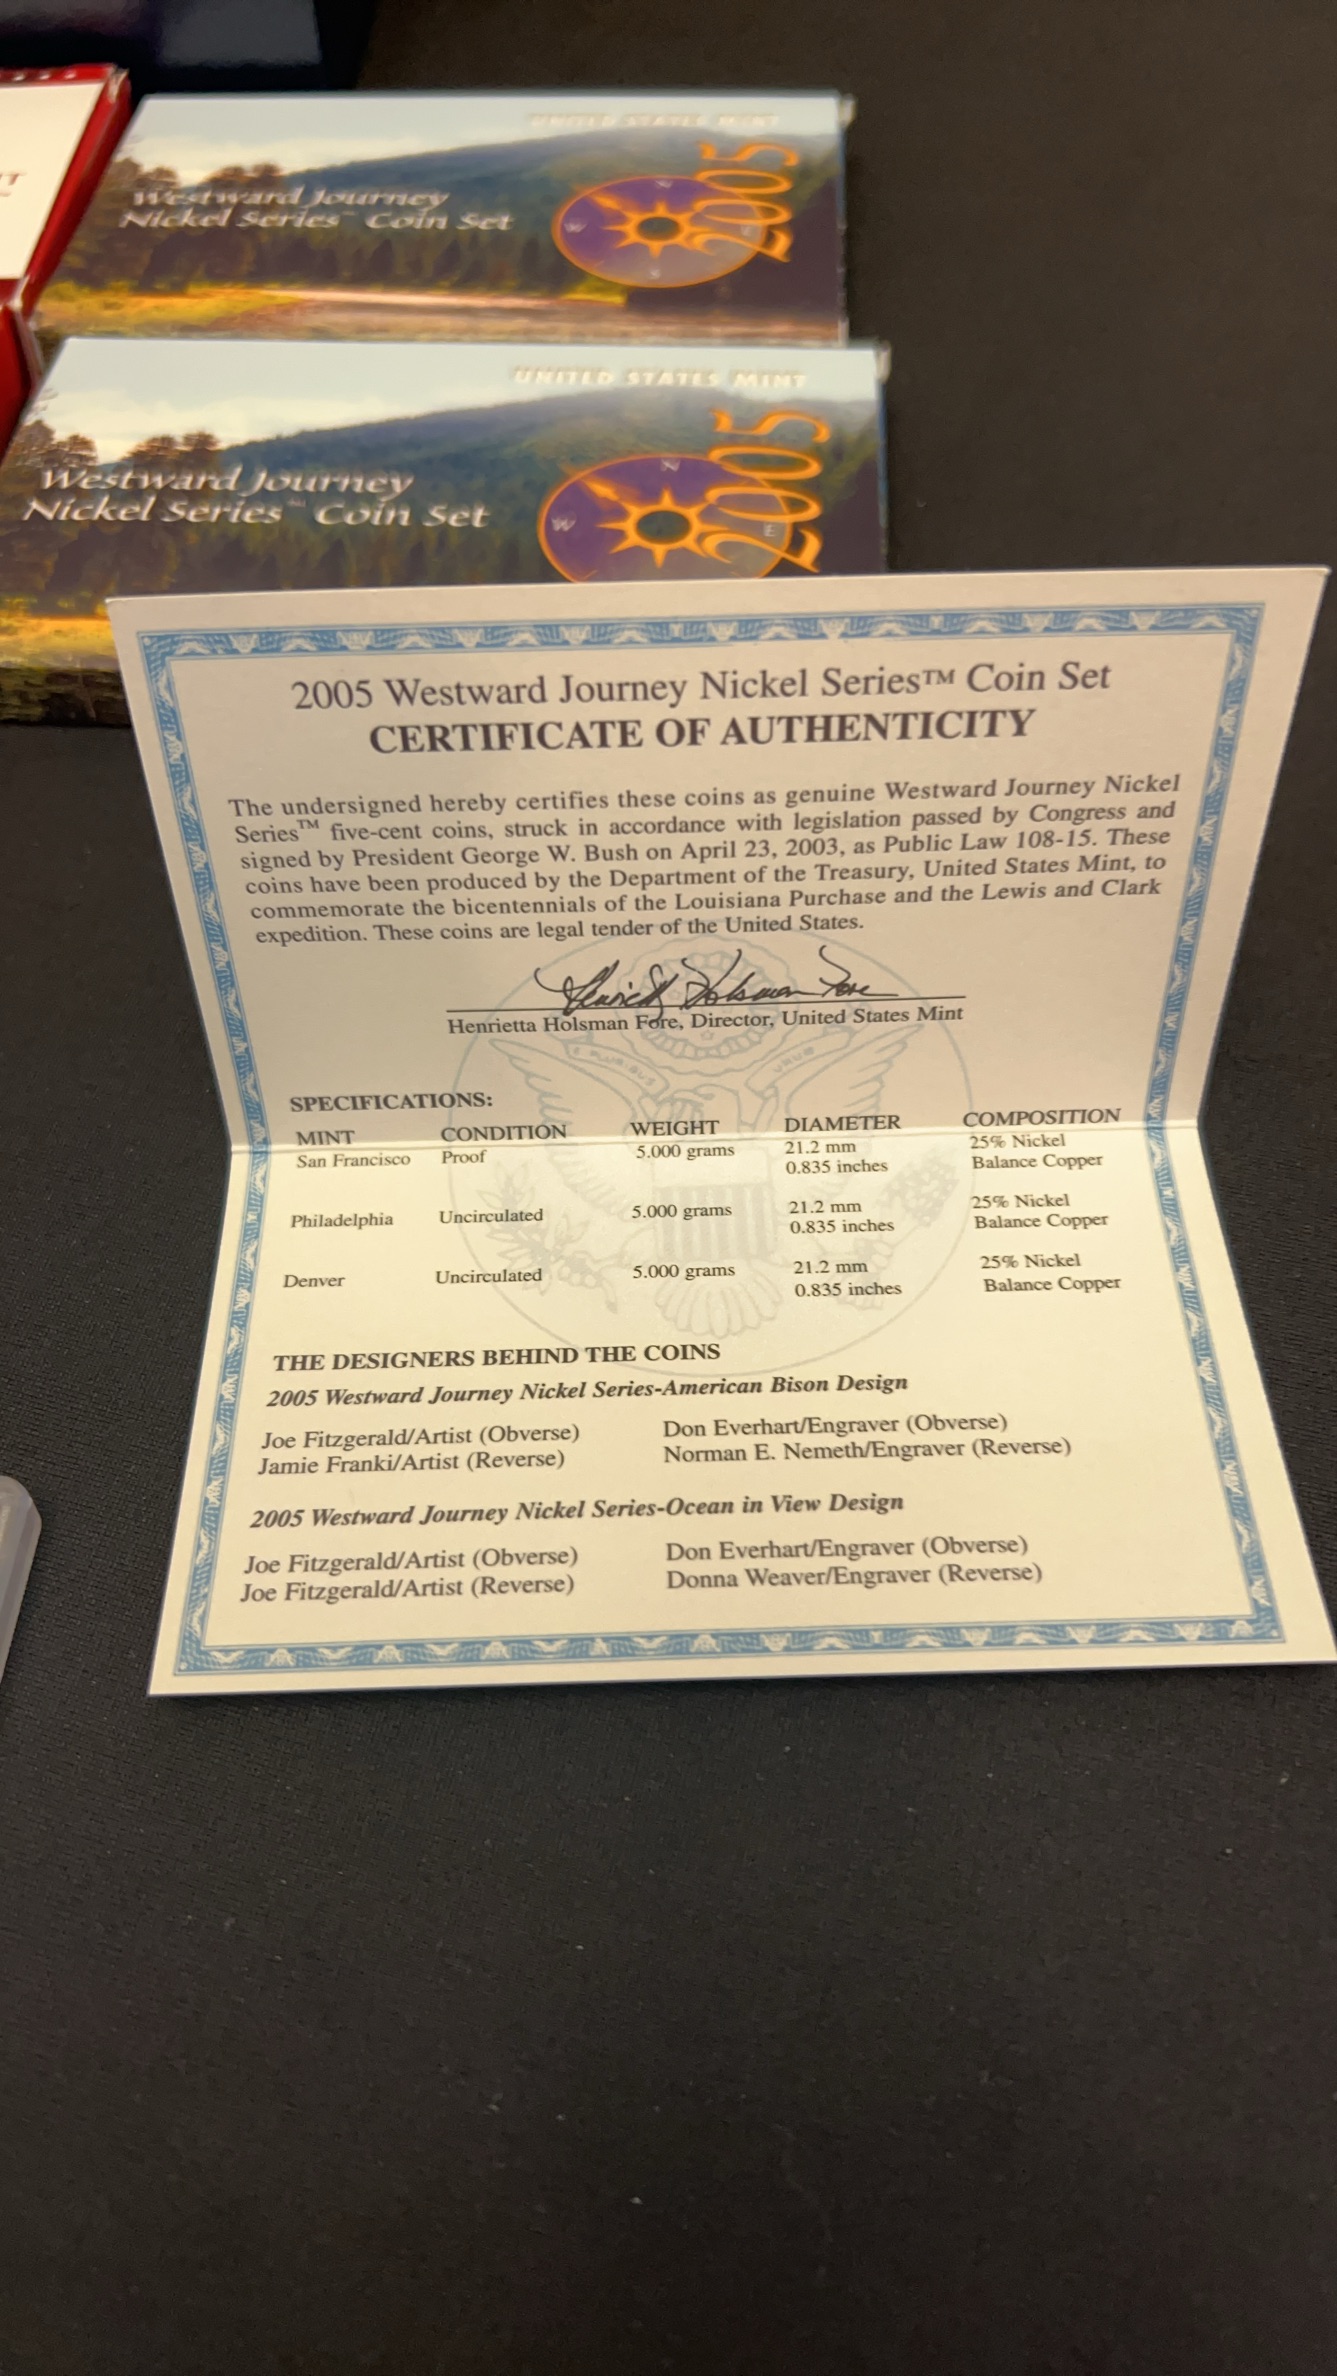 UNITED STATES MINT
Westward Journey
Nickel Series™ Coin Set
2005
N
W
E
S
UNITED STATES MINT
Westward Journey
Nickel Series™ Coin Set
2005
N
W
E
2005 Westward Journey Nickel Series™ Coin Set
CERTIFICATE OF AUTHENTICITY
The undersigned hereby certifies these coins as genuine Westward Journey Nickel
Series™ five-cent coins, struck in accordance with legislation passed by Congress and
signed by President George W. Bush on April 23, 2003, as Public Law 108-15. These
coins have been produced by the Department of the Treasury, United States Mint, to
commemorate the bicentennials of the Louisiana Purchase and the Lewis and Clark
expedition. These coins are legal tender of the United States.
Henrietta Holsman Fore
Henrietta Holsman Fore, Director, United States Mint
E PLURIBUS UNUM
SPECIFICATIONS:
MINT CONDITION WEIGHT DIAMETER COMPOSITION
San Francisco Proof 5.000 grams 21.2 mm 25% Nickel
0.835 inches Balance Copper
Philadelphia Uncirculated 5.000 grams 21.2 mm 25% Nickel
0.835 inches Balance Copper
Denver Uncirculated 5.000 grams 21.2 mm 25% Nickel
0.835 inches Balance Copper
THE DESIGNERS BEHIND THE COINS
2005 Westward Journey Nickel Series-American Bison Design
Joe Fitzgerald/Artist (Obverse) Don Everhart/Engraver (Obverse)
Jamie Franki/Artist (Reverse) Norman E. Nemeth/Engraver (Reverse)
2005 Westward Journey Nickel Series-Ocean in View Design
Joe Fitzgerald/Artist (Obverse) Don Everhart/Engraver (Obverse)
Joe Fitzgerald/Artist (Reverse) Donna Weaver/Engraver (Reverse)